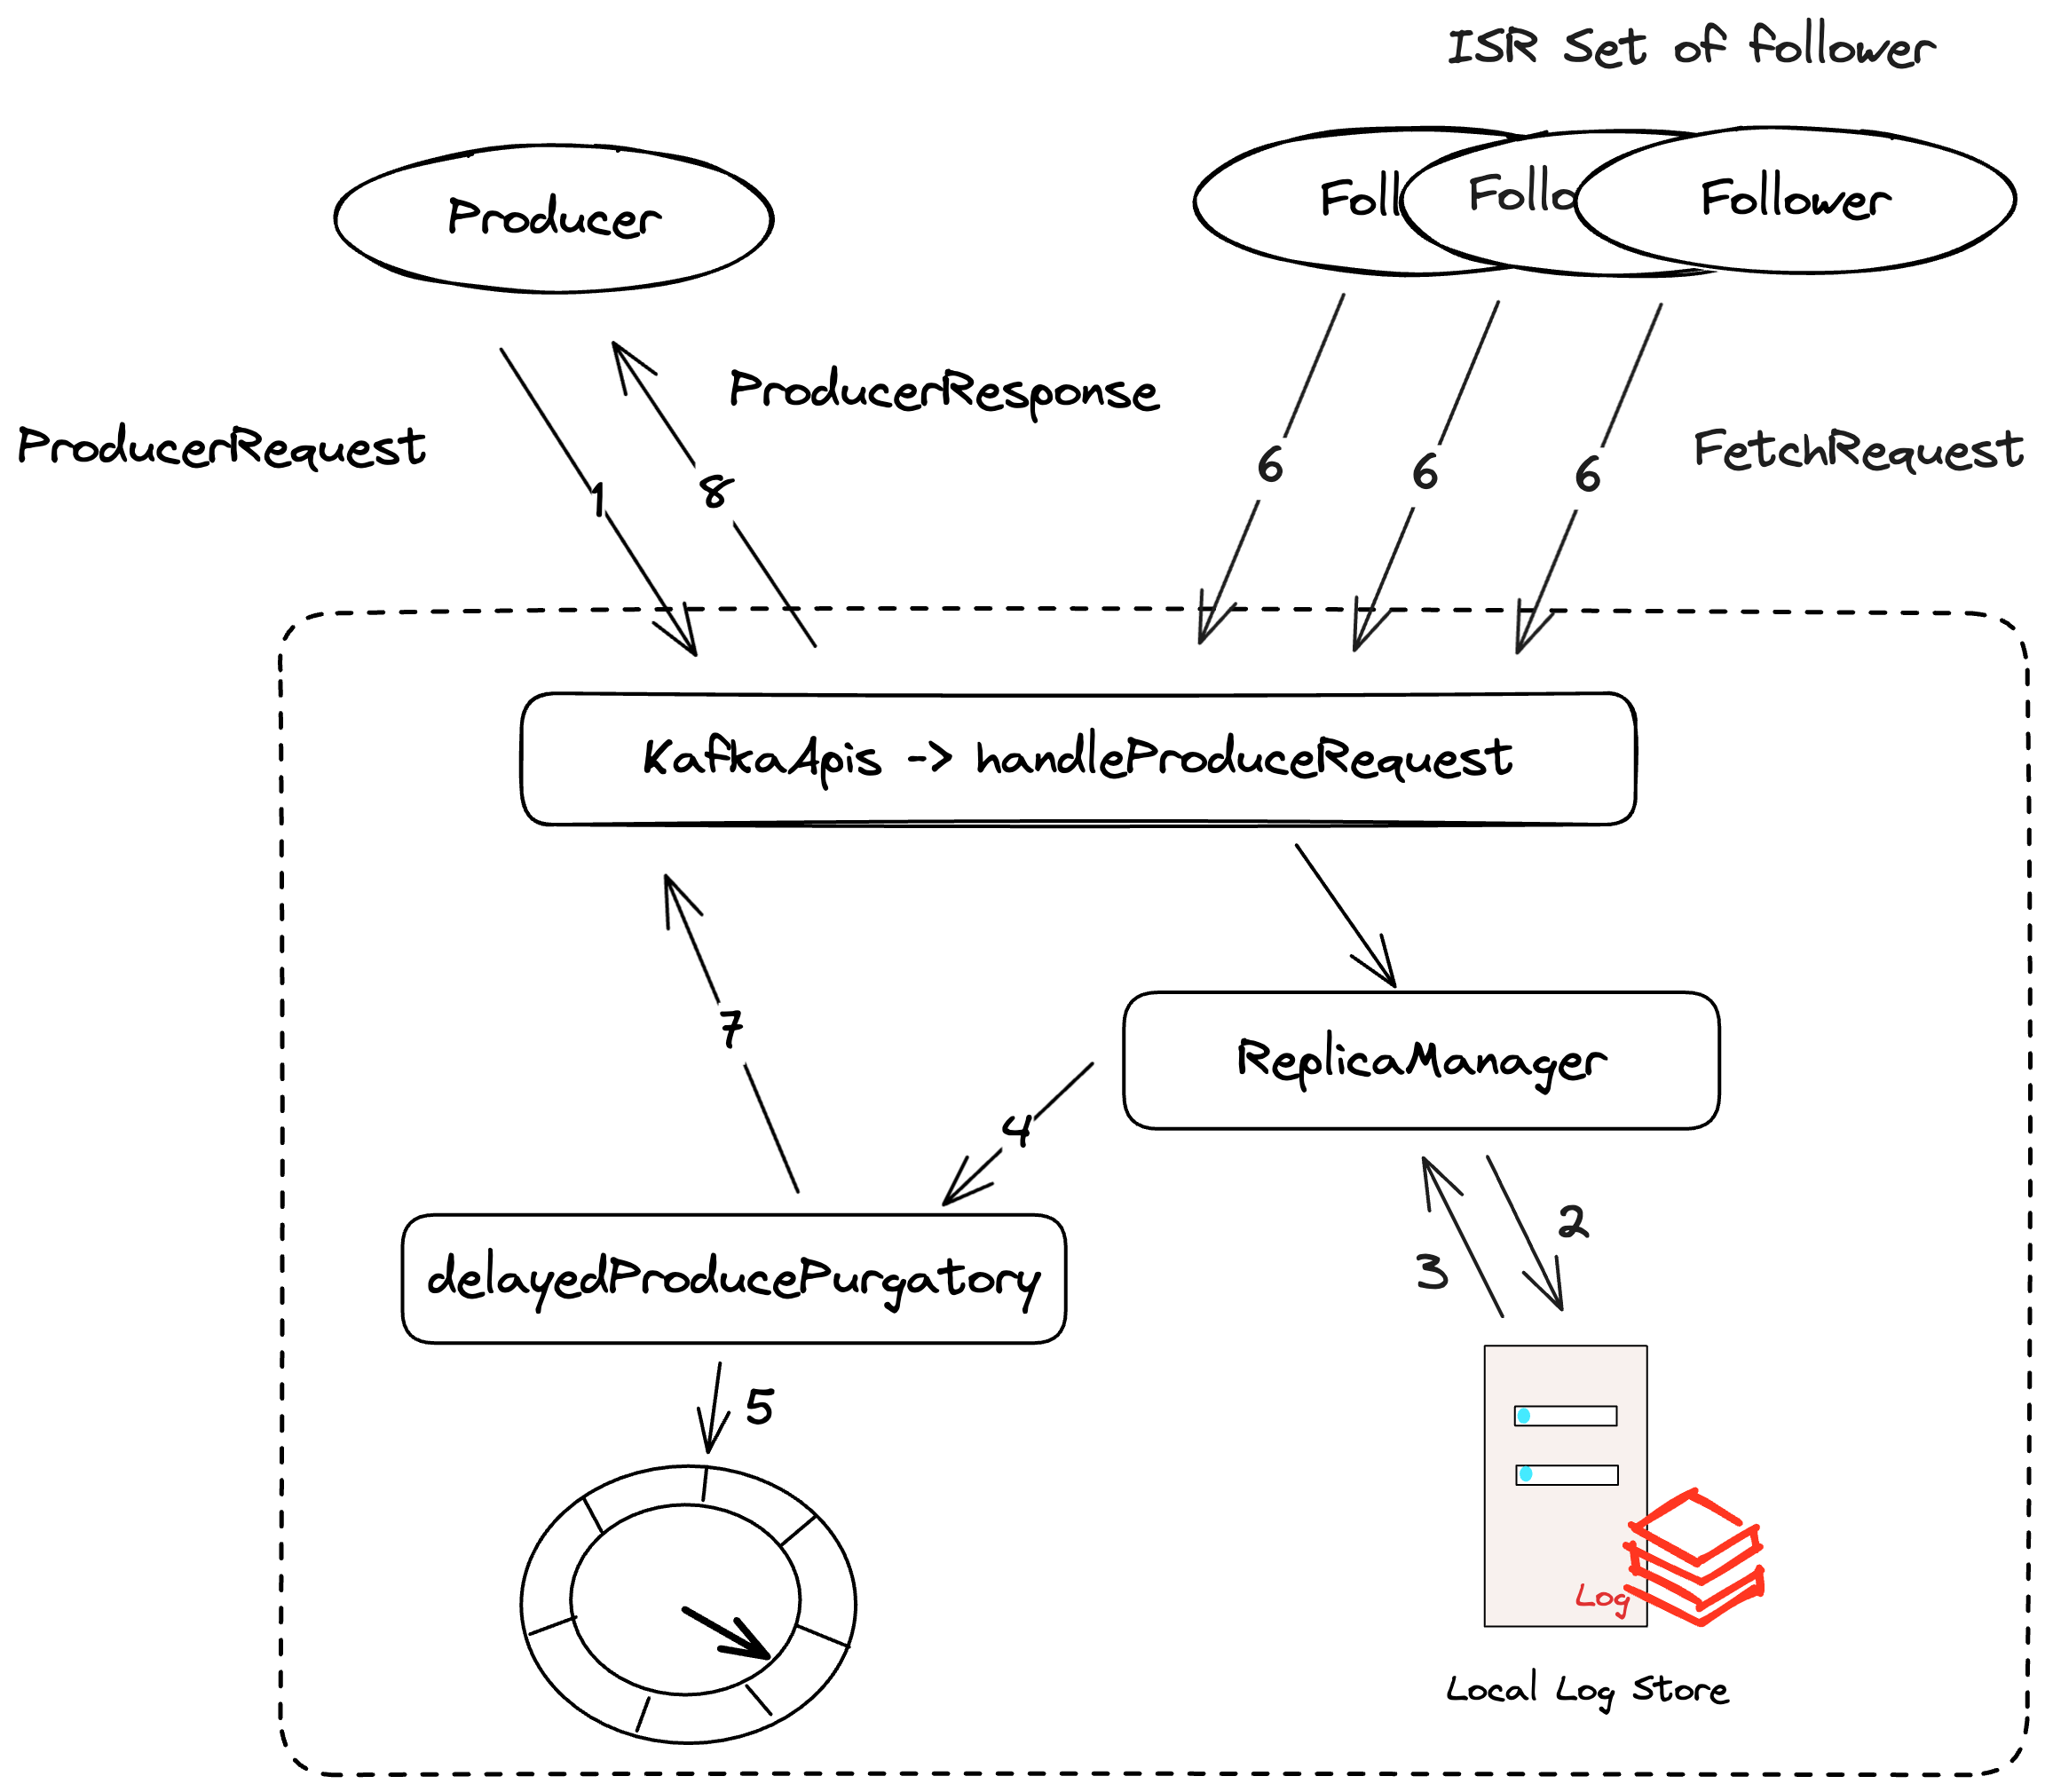 ISR Set of follower
Producer
Foll
Follo
Follower
ProducerResponse
ProducerRequest
FetchRequest
1
8
6
6
6
KafkaApis -> handleProduceRequest
7
ReplicaManager
4
2
3
delayedProducePurgatory
5
Log
Local Log Store